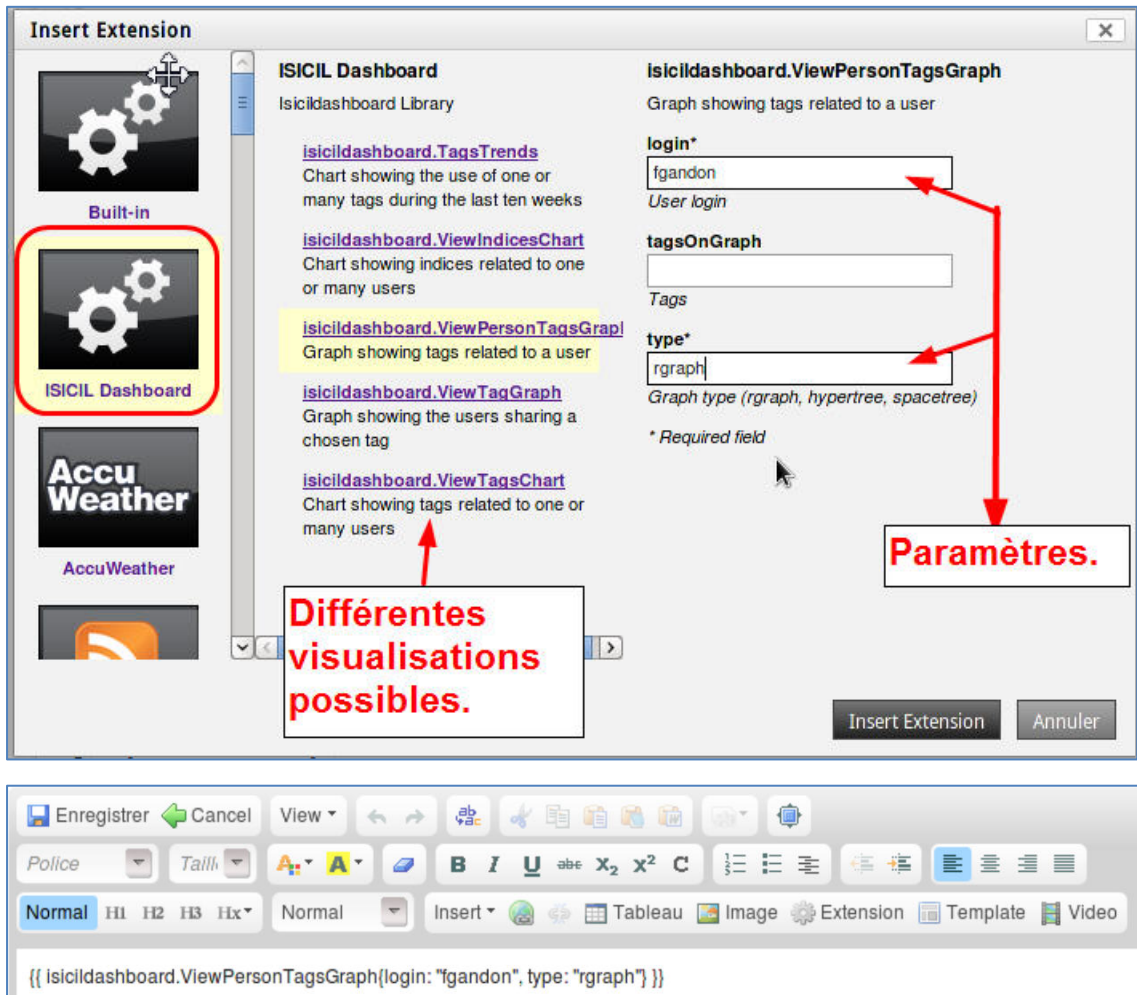 Insert Extension
Built-in
ISICIL Dashboard
Accu
Weather
AccuWeather
ISICIL Dashboard
Isicildashboard Library
isicildashboard.TagsTrends
Chart showing the use of one or
many tags during the last ten weeks
isicildashboard.ViewIndicesChart
Chart showing indices related to one
or many users
isicildashboard.ViewPersonTagsGrapl
Graph showing tags related to a user
isicildashboard.ViewTagGraph
Graph showing the users sharing a
chosen tag
isicildashboard.ViewTagsChart
Chart showing tags related to one or
many users
Différentes
visualisations
possibles.
isicildashboard.ViewPersonTagsGraph
Graph showing tags related to a user
login*
fgandon
User login
tagsOnGraph
Tags
type*
rgraph
Graph type (rgraph, hypertree, spacetree)
* Required field
Paramètres.
Insert Extension Annuler
Enregistrer Cancel View
Police Taill A A B I U abc X₂ X² C
Normal H1 H2 H3 Hx Normal Insert Tableau Image Extension Template Video
{{ isicildashboard.ViewPersonTagsGraph{login: "fgandon", type: "rgraph"} }}